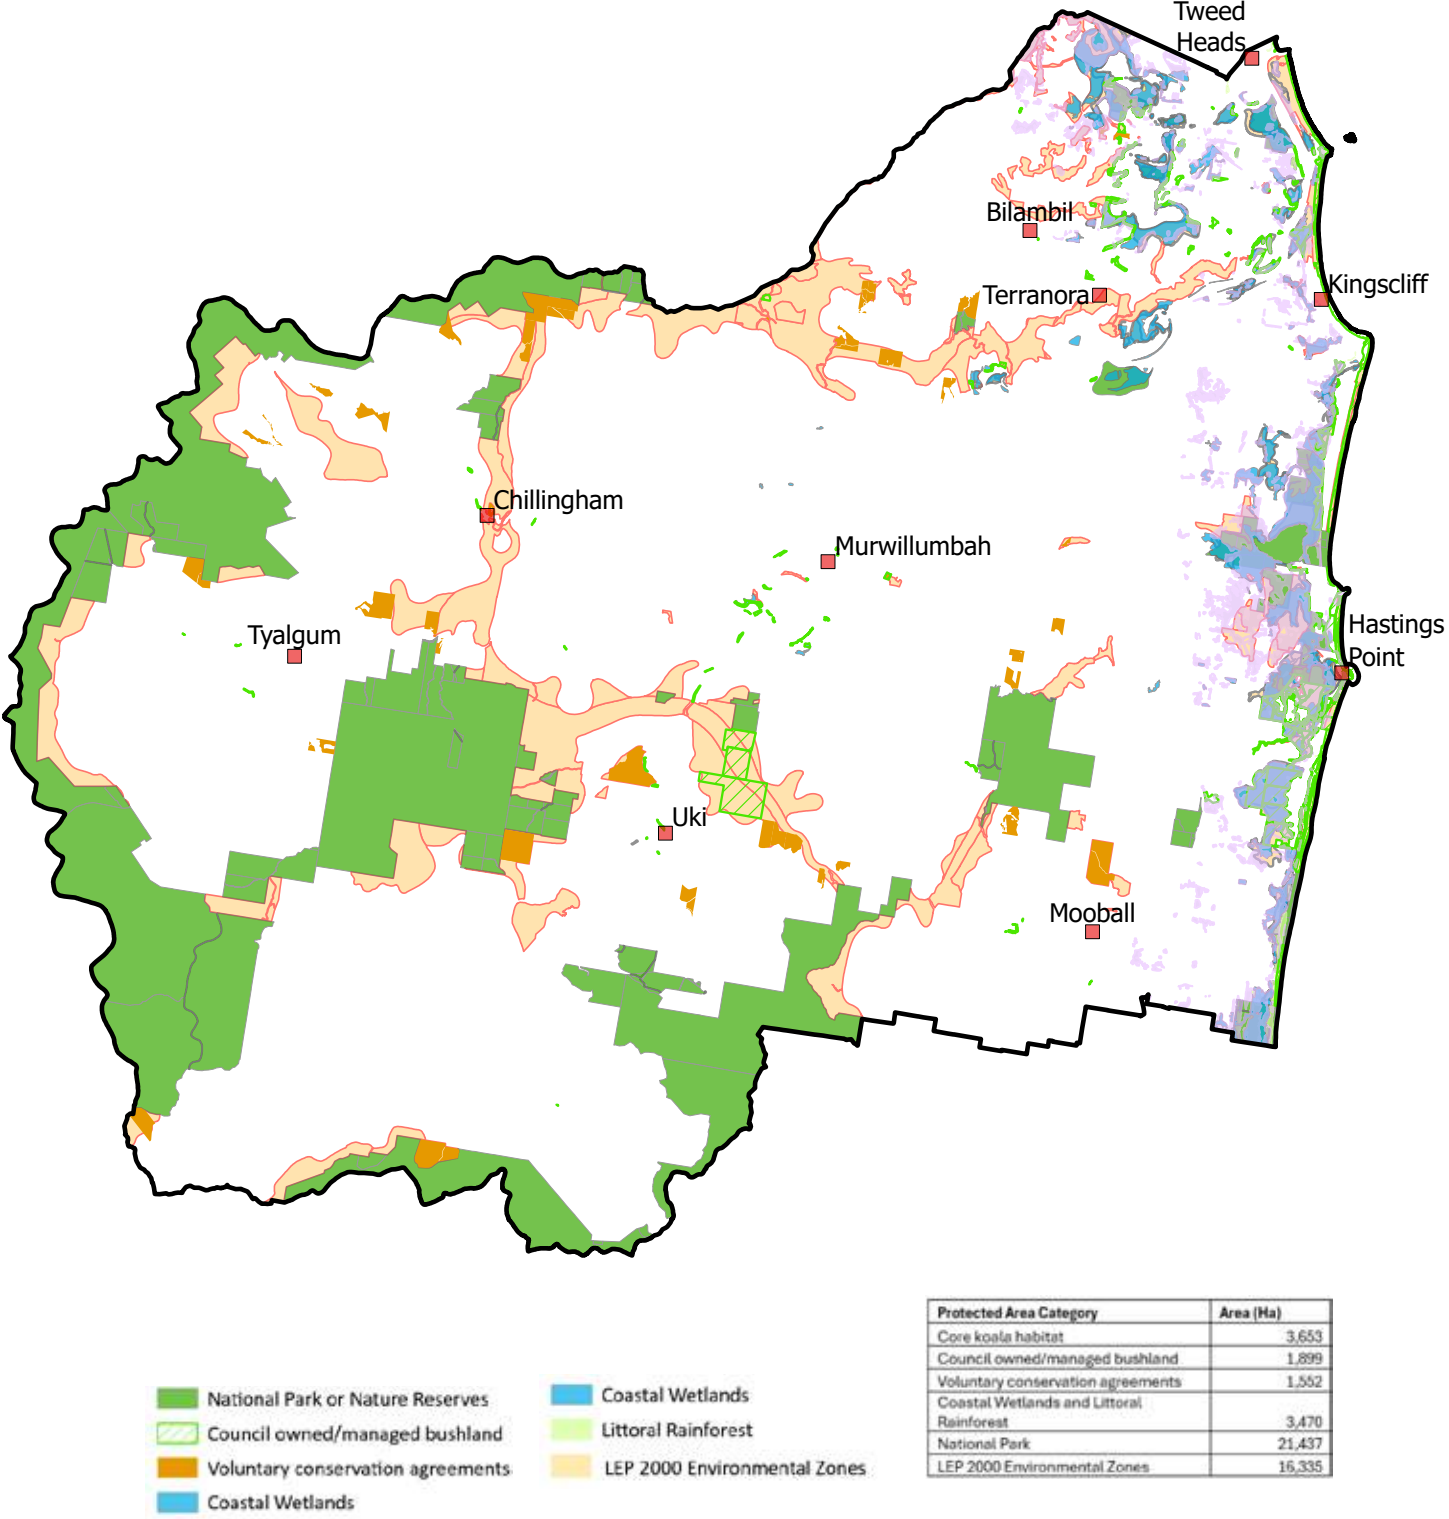 Tweed
Heads
Bilambil
Terranora
Kingscliff
Chillingham
Murwillumbah
Hastings
Point
Tyalgum
Uki
Mooball
Protected Area Category Area (Ha)
Core koala habitat 3,653
Council owned/managed bushland 1,899
Voluntary conservation agreements 1,552
Coastal Wetlands and Littoral
Rainforest 3,470
National Park 21,437
LEP 2000 Environmental Zones 16,335
National Park or Nature Reserves
Council owned/managed bushland
Voluntary conservation agreements
Coastal Wetlands
Coastal Wetlands
Littoral Rainforest
LEP 2000 Environmental Zones